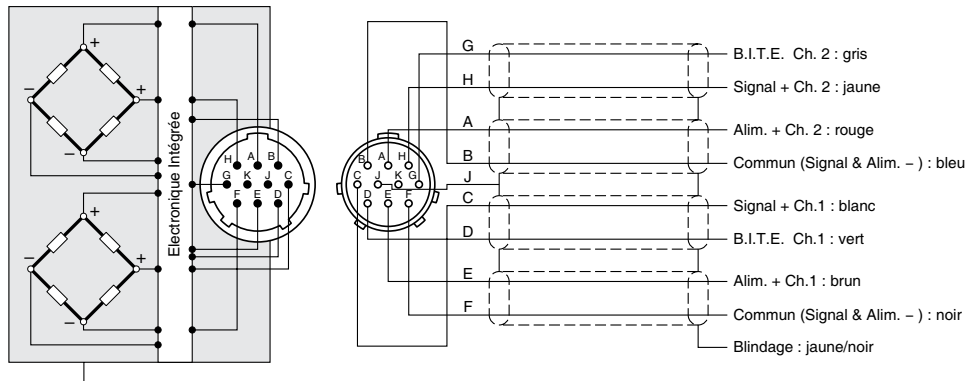 +
−
+
−
+
−
+
−
Electronique Intégrée
H A B
G K J C
F E D
B A H
C J K G
D E F
G B.I.T.E. Ch. 2 : gris
H Signal + Ch. 2 : jaune
A Alim. + Ch. 2 : rouge
B Commun (Signal & Alim. − ) : bleu
J
C Signal + Ch.1 : blanc
D B.I.T.E. Ch.1 : vert
E Alim. + Ch.1 : brun
F Commun (Signal & Alim. − ) : noir
Blindage : jaune/noir